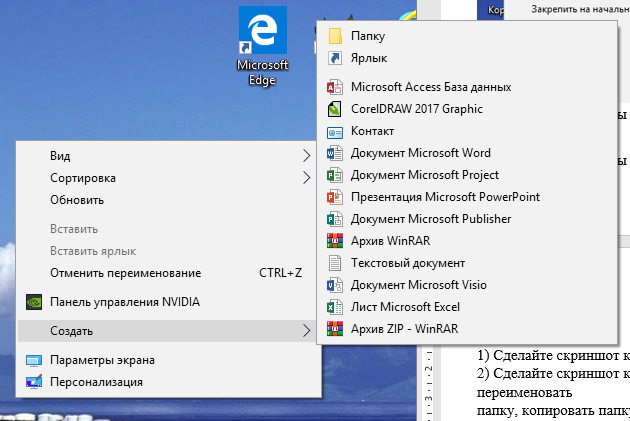 Microsoft
Edge
Закрепить на начальн
Вид
Сортировка
Обновить
Вставить
Вставить ярлык
Отменить переименование CTRL+Z
Панель управления NVIDIA
Создать
Параметры экрана
Персонализация
Папку
Ярлык
Microsoft Access База данных
CorelDRAW 2017 Graphic
Контакт
Документ Microsoft Word
Документ Microsoft Project
Презентация Microsoft PowerPoint
Документ Microsoft Publisher
Архив WinRAR
Текстовый документ
Документ Microsoft Visio
Лист Microsoft Excel
Архив ZIP - WinRAR
1) Сделайте скриншот к
2) Сделайте скриншот к
переименовать
папку, копировать папку